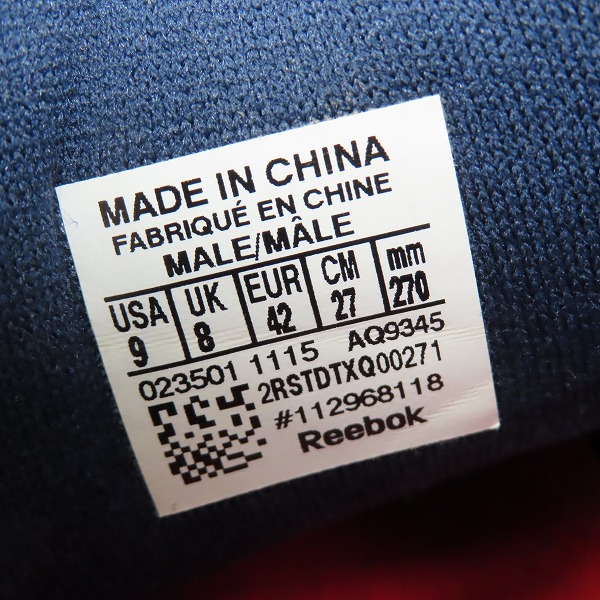 MADE IN CHINA
FABRIQUÉ EN CHINE
MALE/MÂLE
USA UK EUR CM mm
9 8 42 27 270
023501 1115 AQ9345
2RSTDTXQ00271
#112968118
Reebok